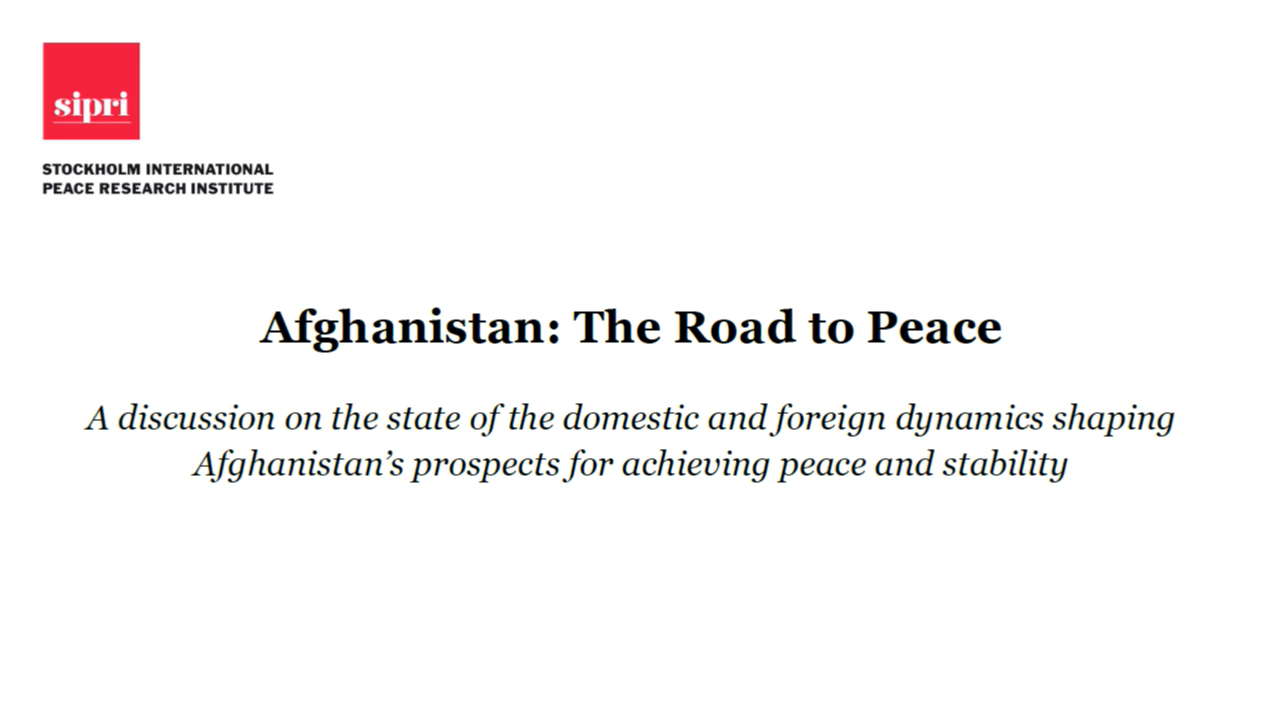 sipri
STOCKHOLM INTERNATIONAL
PEACE RESEARCH INSTITUTE
Afghanistan: The Road to Peace
A discussion on the state of the domestic and foreign dynamics shaping
Afghanistan’s prospects for achieving peace and stability